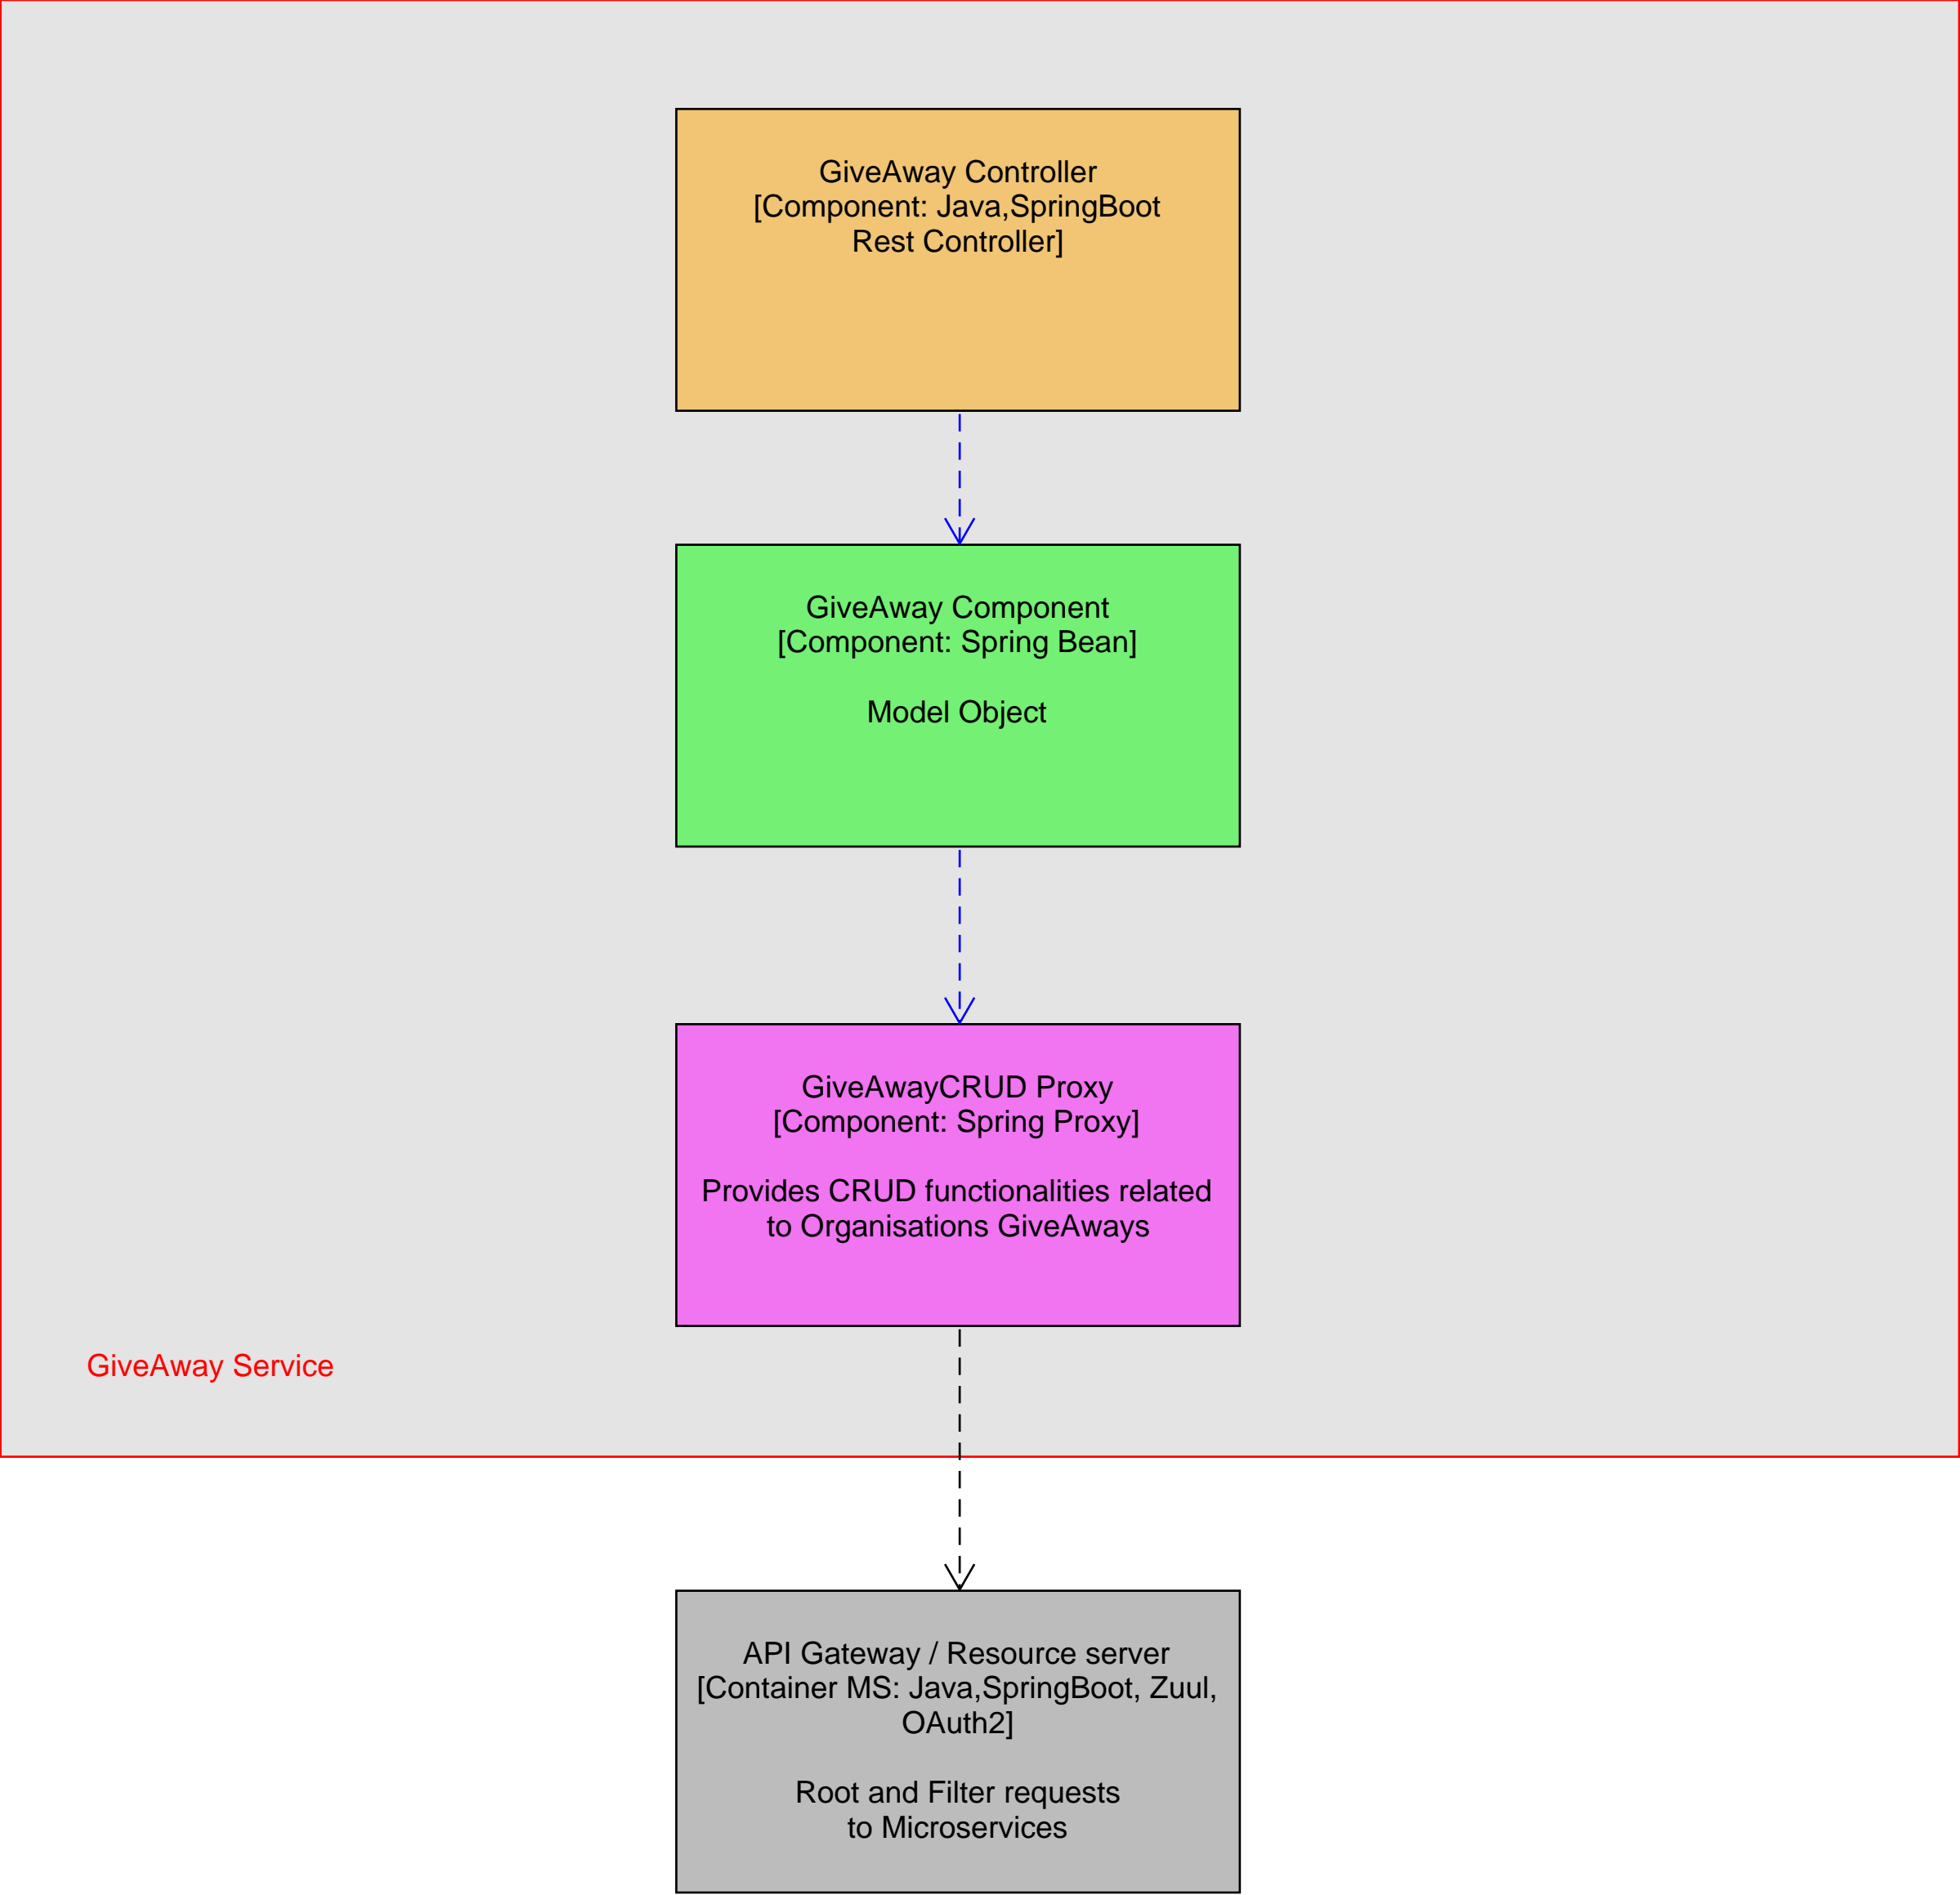 GiveAway Controller
[Component: Java,SpringBoot
Rest Controller]
GiveAway Component
[Component: Spring Bean]
Model Object
GiveAwayCRUD Proxy
[Component: Spring Proxy]
Provides CRUD functionalities related
to Organisations GiveAways
GiveAway Service
API Gateway / Resource server
[Container MS: Java,SpringBoot, Zuul,
OAuth2]
Root and Filter requests
to Microservices